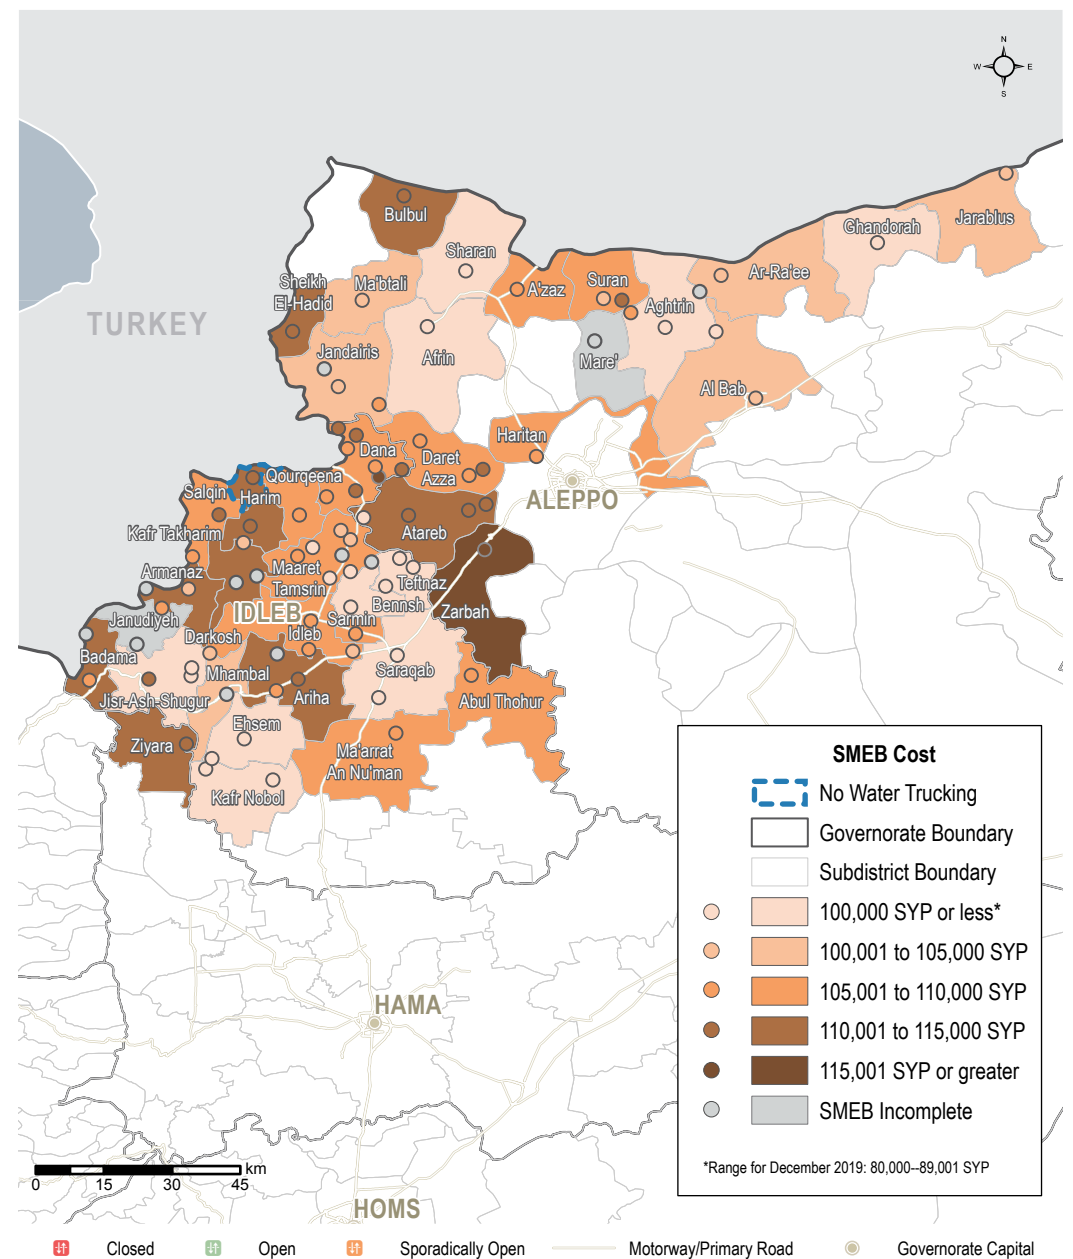 N
W
E
S
Bulbul
Ghandorah
Jarablus
Sharan
Sheikh
El-Hadid
Ma'btali
A'zaz
Suran
Ar-Ra'ee
Aghtrin
TURKEY
Jandairis
Afrin
Mare'
Al Bab
Haritan
Dana
Daret
Azza
Qourqeena
Salqin
Harim
ALEPPO
Kafr Takharim
Atareb
Armanaz
Maaret
Tamsrin
Teftnaz
Bennsh
Zarbah
IDLEB
Janudiyeh
Sarmin
Idleb
Darkosh
Badama
Mhambal
Saraqab
Jisr-Ash-Shugur
Ariha
Abul Thohur
Ehsem
Ziyara
Ma'arrat
An Nu'man
Kafr Nobol
SMEB Cost
No Water Trucking
Governorate Boundary
Subdistrict Boundary
100,000 SYP or less*
100,001 to 105,000 SYP
105,001 to 110,000 SYP
110,001 to 115,000 SYP
115,001 SYP or greater
SMEB Incomplete
*Range for December 2019: 80,000--89,001 SYP
HAMA
km
0 15 30 45
HOMS
Closed
Open
Sporadically Open
Motorway/Primary Road
Governorate Capital